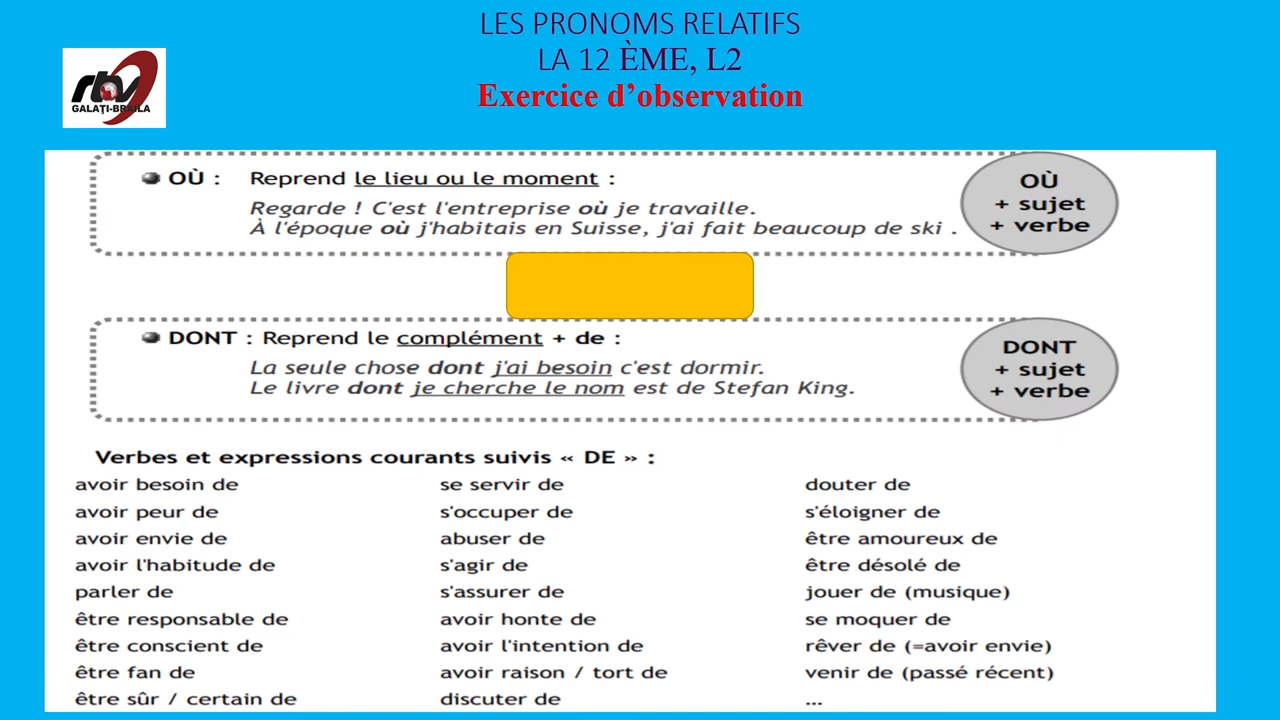 LES PRONOMS RELATIFS
LA 12 ÈME, L2
Exercice d'observation
rtv
GALAŢI-BRĂILA
OÙ : Reprend le lieu ou le moment :
Regarde ! C'est l'entreprise où je travaille.
À l'époque où j'habitais en Suisse, j'ai fait beaucoup de ski .
OÙ
+ sujet
+ verbe
DONT : Reprend le complément + de :
La seule chose dont j'ai besoin c'est dormir.
Le livre dont je cherche le nom est de Stefan King.
DONT
+ sujet
+ verbe
Verbes et expressions courants suivis « DE » :
avoir besoin de
avoir peur de
avoir envie de
avoir l'habitude de
parler de
être responsable de
être conscient de
être fan de
être sûr / certain de
se servir de
s'occuper de
abuser de
s'agir de
s'assurer de
avoir honte de
avoir l'intention de
avoir raison / tort de
discuter de
douter de
s'éloigner de
être amoureux de
être désolé de
jouer de (musique)
se moquer de
rêver de (=avoir envie)
venir de (passé récent)
...